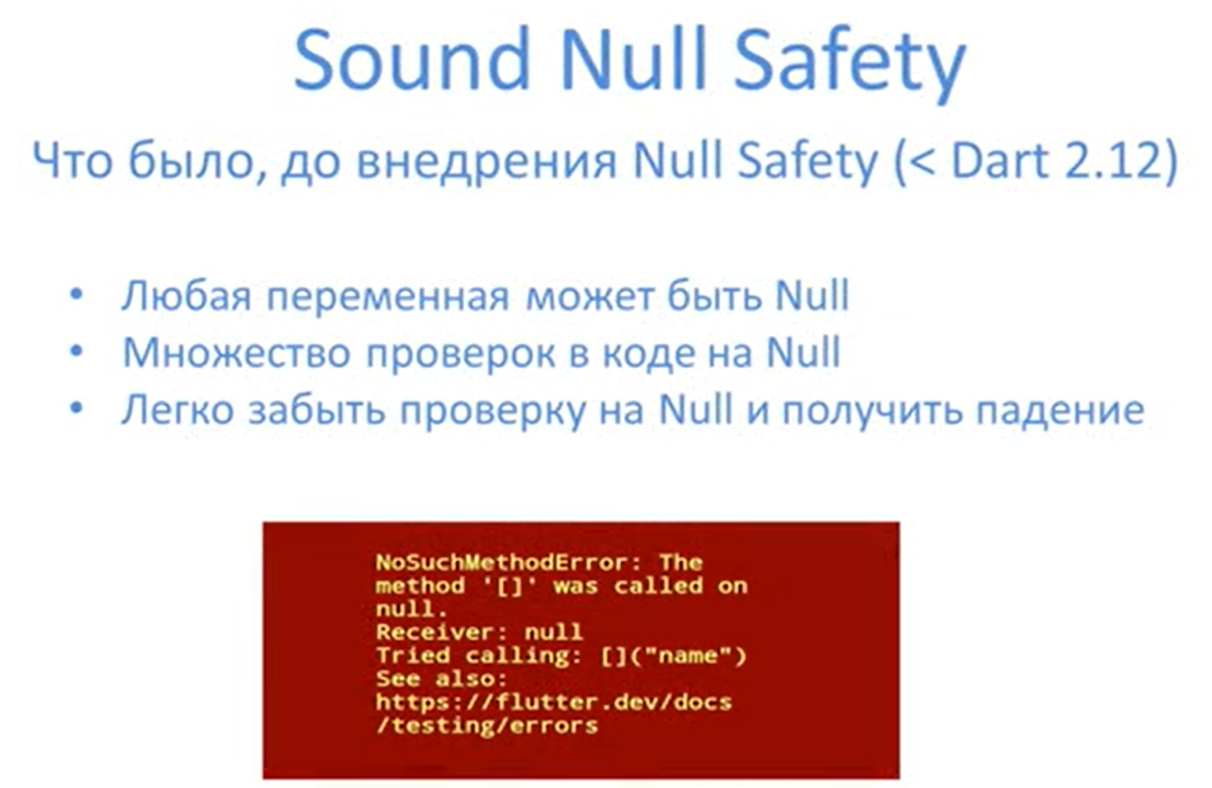 Sound Null Safety
Что было, до внедрения Null Safety (< Dart 2.12)
• Любая переменная может быть Null
• Множество проверок в коде на Null
• Легко забыть проверку на Null и получить падение
NoSuchMethodError: The
method '[]' was called on
null.
Receiver: null
Tried calling: []("name")
See also:
https://flutter.dev/docs
/testing/errors